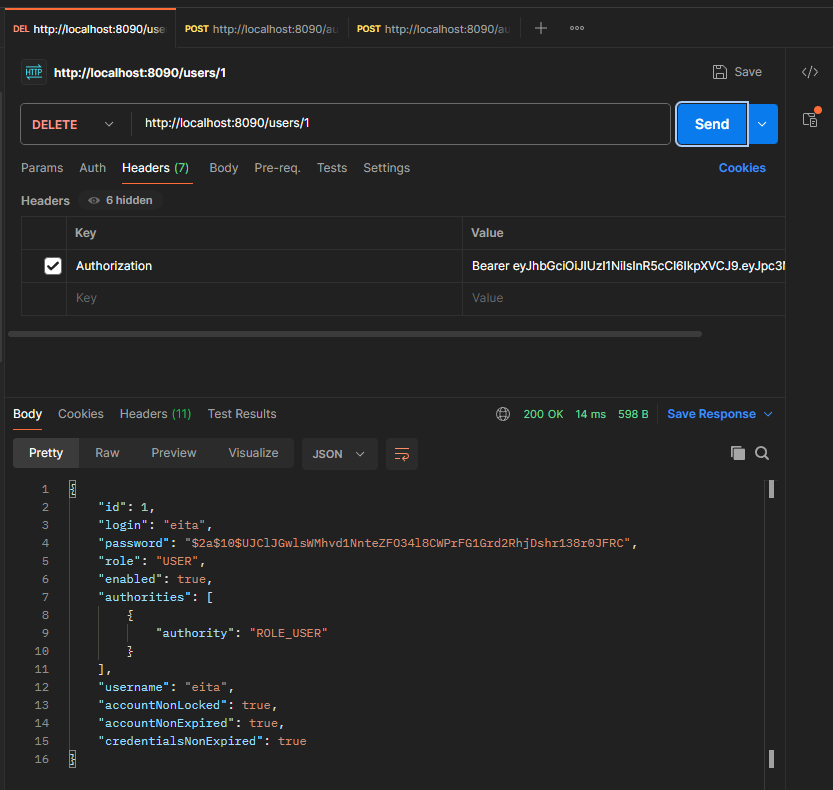 DEL http://localhost:8090/use POST http://localhost:8090/au POST http://localhost:8090/au
HTTP http://localhost:8090/users/1 Save
DELETE http://localhost:8090/users/1 Send
Params Auth Headers (7) Body Pre-req. Tests Settings Cookies
Headers 6 hidden
Key Value
Authorization Bearer eyJhbGciOiJIUzI1NiIsInR5cCI6IkpXVCJ9.eyJpc3M
Key Value
Body Cookies Headers (11) Test Results 200 OK 14 ms 598 B Save Response
Pretty Raw Preview Visualize JSON
1 {
2 "id": 1,
3 "login": "eita",
4 "password": "$2a$10$UJClJGwlsWMhvd1NnteZFO34l8CWPrFG1Grd2RhjDshr138r0JFRC",
5 "role": "USER",
6 "enabled": true,
7 "authorities": [
8 {
9 "authority": "ROLE_USER"
10 }
11 ],
12 "username": "eita",
13 "accountNonLocked": true,
14 "accountNonExpired": true,
15 "credentialsNonExpired": true
16 }